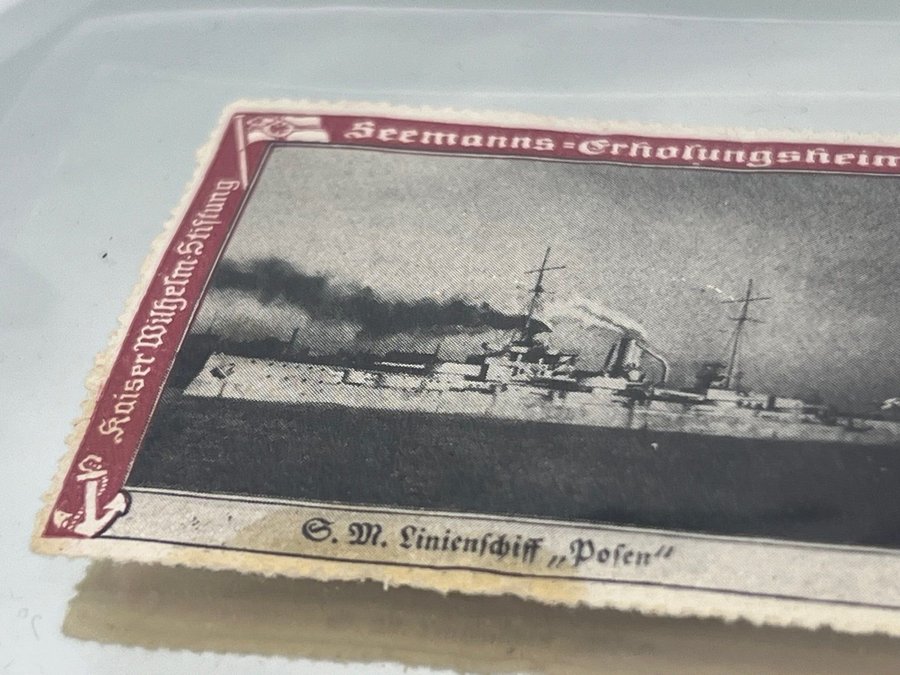 Seemanns=Erholungsheim
Kaiser Wilhelm-Stiftung
S. M. Linienschiff „Posen“